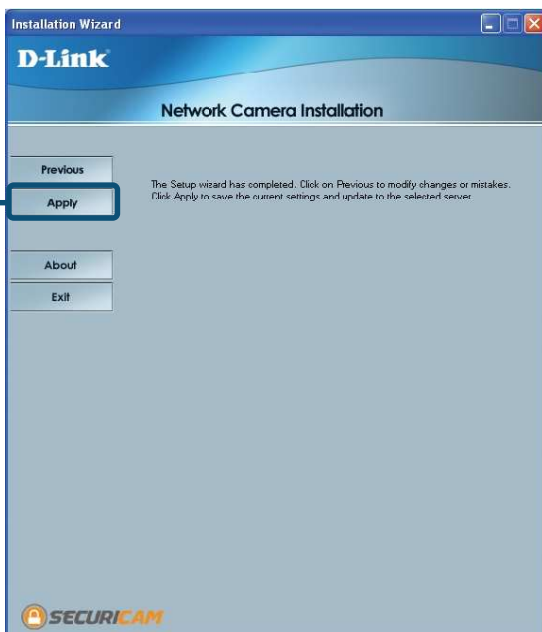 Installation Wizard
D-Link
Network Camera Installation
Previous
Apply
The Setup wizard has completed. Click on Previous to modify changes or mistakes.
Click Apply to save the current settings and update to the selected server.
About
Exit
SECURICAM